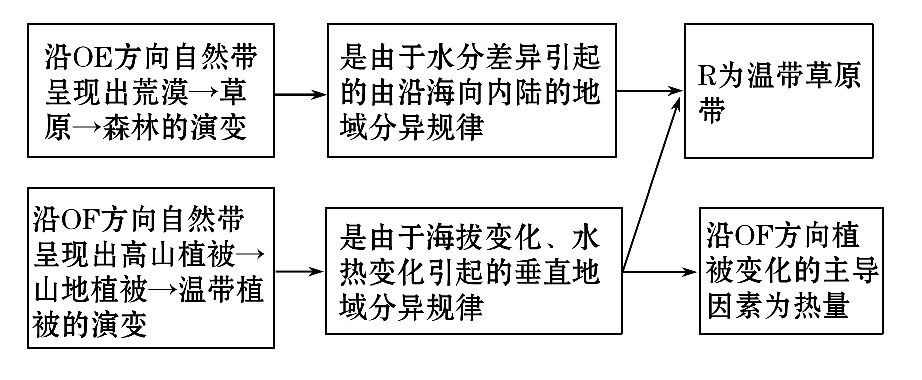 沿OE方向自然带
呈现出荒漠→草
原→森林的演变
是由于水分差异引起
的由沿海向内陆的地
域分异规律
R为温带草原
带
沿OF方向自然带
呈现出高山植被→
山地植被→温带植
被的演变
是由于海拔变化、水
热变化引起的垂直地
域分异规律
沿OF方向植
被变化的主导
因素为热量